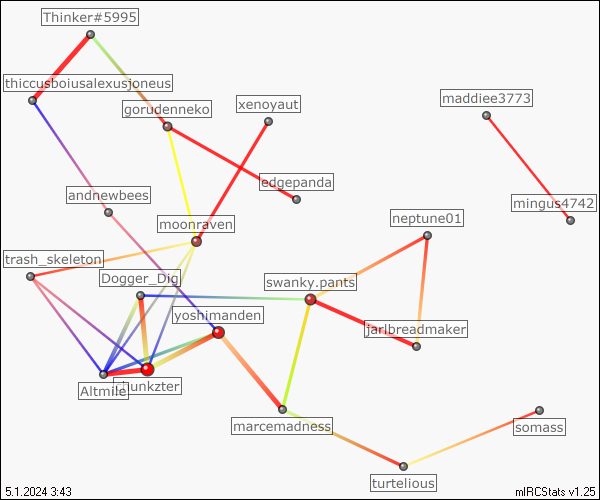 Thinker#5995
thiccusboiusalexusjoneus
gorudenneko
xenoyaut
maddiee3773
edgepanda
andnewbees
mingus4742
neptune01
moonraven
trash_skeleton
Dogger_Dig
swanky.pants
yoshimanden
jarlbreadmaker
Altmile
hunkzter
marcemadness
somass
turtelious
5.1.2024 3:43
mIRCStats v1.25